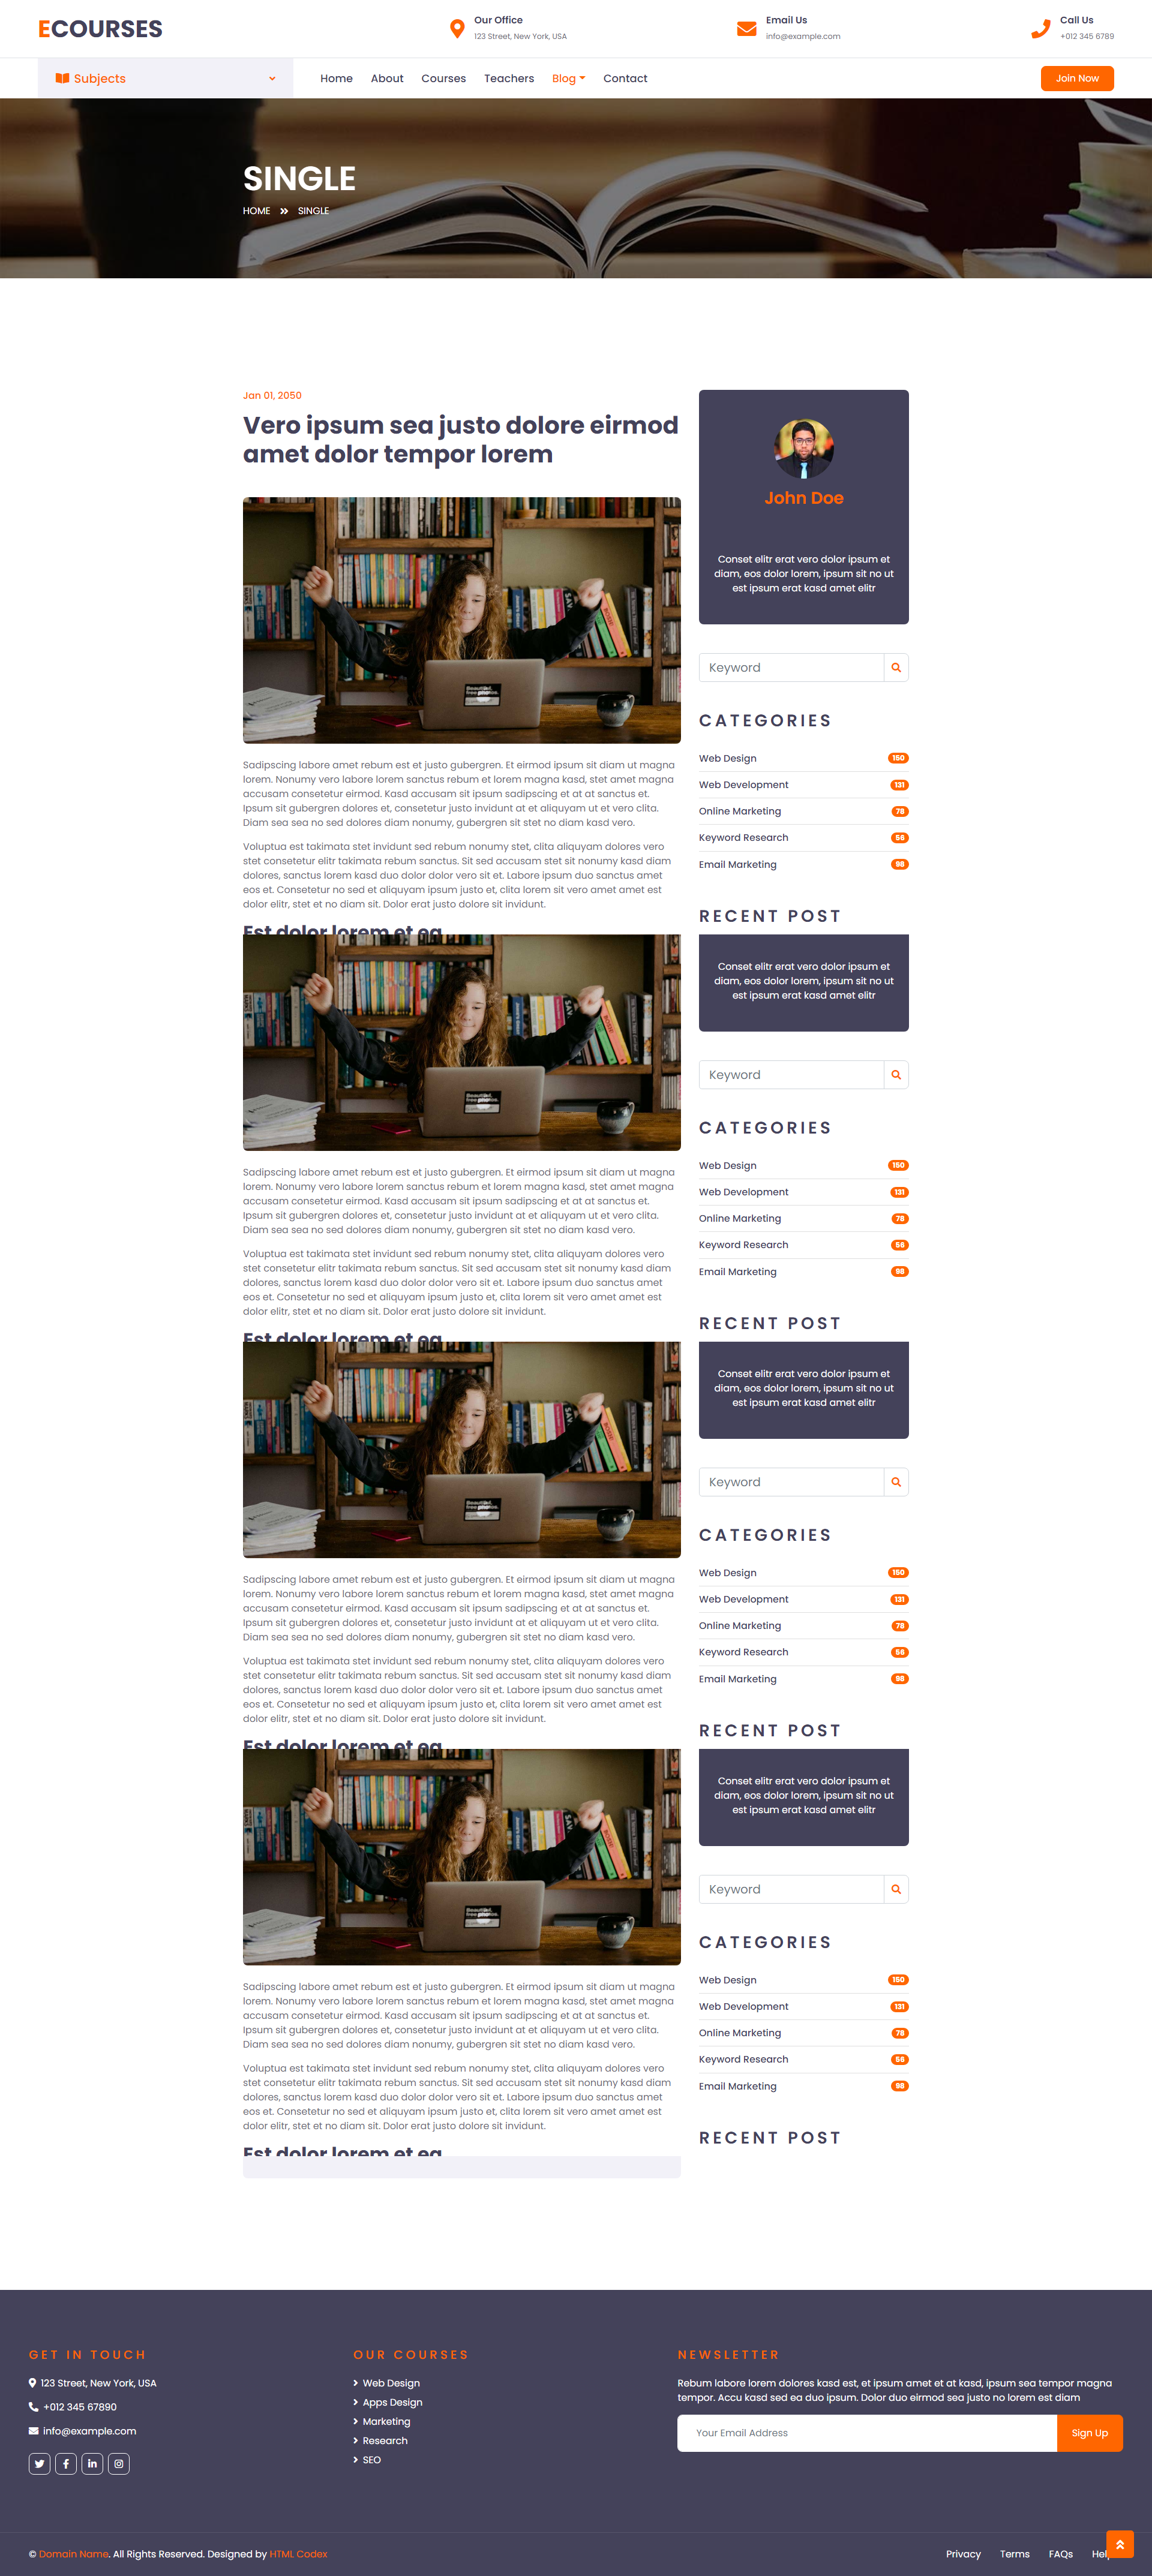 ECOURSES
Our Office
123 Street, New York, USA
Email Us
info@example.com
Call Us
+012 345 6789
Subjects
Home About Courses Teachers Blog Contact
Join Now
SINGLE
HOME SINGLE
Jan 01, 2050
Vero ipsum sea justo dolore eirmod
amet dolor tempor lorem
Sadipscing labore amet rebum est et justo gubergren. Et eirmod ipsum sit diam ut magna
lorem. Nonumy vero labore lorem sanctus rebum et lorem magna kasd, stet amet magna
accusam consetetur eirmod. Kasd accusam sit ipsum sadipscing et at at sanctus et.
Ipsum sit gubergren dolores et, consetetur justo invidunt at et aliquyam ut et vero clita.
Diam sea sea no sed dolores diam nonumy, gubergren sit stet no diam kasd vero.
Voluptua est takimata stet invidunt sed rebum nonumy stet, clita aliquyam dolores vero
stet consetetur elitr takimata rebum sanctus. Sit sed accusam stet sit nonumy kasd diam
dolores, sanctus lorem kasd duo dolor dolor vero sit et. Labore ipsum duo sanctus amet
eos et. Consetetur no sed et aliquyam ipsum justo et, clita lorem sit vero amet amet est
dolor elitr, stet et no diam sit. Dolor erat justo dolore sit invidunt.
Est dolor lorem et ea
Sadipscing labore amet rebum est et justo gubergren. Et eirmod ipsum sit diam ut magna
lorem. Nonumy vero labore lorem sanctus rebum et lorem magna kasd, stet amet magna
accusam consetetur eirmod. Kasd accusam sit ipsum sadipscing et at at sanctus et.
Ipsum sit gubergren dolores et, consetetur justo invidunt at et aliquyam ut et vero clita.
Diam sea sea no sed dolores diam nonumy, gubergren sit stet no diam kasd vero.
Voluptua est takimata stet invidunt sed rebum nonumy stet, clita aliquyam dolores vero
stet consetetur elitr takimata rebum sanctus. Sit sed accusam stet sit nonumy kasd diam
dolores, sanctus lorem kasd duo dolor dolor vero sit et. Labore ipsum duo sanctus amet
eos et. Consetetur no sed et aliquyam ipsum justo et, clita lorem sit vero amet amet est
dolor elitr, stet et no diam sit. Dolor erat justo dolore sit invidunt.
Est dolor lorem et ea
Sadipscing labore amet rebum est et justo gubergren. Et eirmod ipsum sit diam ut magna
lorem. Nonumy vero labore lorem sanctus rebum et lorem magna kasd, stet amet magna
accusam consetetur eirmod. Kasd accusam sit ipsum sadipscing et at at sanctus et.
Ipsum sit gubergren dolores et, consetetur justo invidunt at et aliquyam ut et vero clita.
Diam sea sea no sed dolores diam nonumy, gubergren sit stet no diam kasd vero.
Voluptua est takimata stet invidunt sed rebum nonumy stet, clita aliquyam dolores vero
stet consetetur elitr takimata rebum sanctus. Sit sed accusam stet sit nonumy kasd diam
dolores, sanctus lorem kasd duo dolor dolor vero sit et. Labore ipsum duo sanctus amet
eos et. Consetetur no sed et aliquyam ipsum justo et, clita lorem sit vero amet amet est
dolor elitr, stet et no diam sit. Dolor erat justo dolore sit invidunt.
Est dolor lorem et ea
Sadipscing labore amet rebum est et justo gubergren. Et eirmod ipsum sit diam ut magna
lorem. Nonumy vero labore lorem sanctus rebum et lorem magna kasd, stet amet magna
accusam consetetur eirmod. Kasd accusam sit ipsum sadipscing et at at sanctus et.
Ipsum sit gubergren dolores et, consetetur justo invidunt at et aliquyam ut et vero clita.
Diam sea sea no sed dolores diam nonumy, gubergren sit stet no diam kasd vero.
Voluptua est takimata stet invidunt sed rebum nonumy stet, clita aliquyam dolores vero
stet consetetur elitr takimata rebum sanctus. Sit sed accusam stet sit nonumy kasd diam
dolores, sanctus lorem kasd duo dolor dolor vero sit et. Labore ipsum duo sanctus amet
eos et. Consetetur no sed et aliquyam ipsum justo et, clita lorem sit vero amet amet est
dolor elitr, stet et no diam sit. Dolor erat justo dolore sit invidunt.
Est dolor lorem et ea
John Doe
Conset elitr erat vero dolor ipsum et
diam, eos dolor lorem, ipsum sit no ut
est ipsum erat kasd amet elitr
Keyword
CATEGORIES
Web Design 150
Web Development 131
Online Marketing 78
Keyword Research 56
Email Marketing 98
RECENT POST
Conset elitr erat vero dolor ipsum et
diam, eos dolor lorem, ipsum sit no ut
est ipsum erat kasd amet elitr
Keyword
CATEGORIES
Web Design 150
Web Development 131
Online Marketing 78
Keyword Research 56
Email Marketing 98
RECENT POST
Conset elitr erat vero dolor ipsum et
diam, eos dolor lorem, ipsum sit no ut
est ipsum erat kasd amet elitr
Keyword
CATEGORIES
Web Design 150
Web Development 131
Online Marketing 78
Keyword Research 56
Email Marketing 98
RECENT POST
Conset elitr erat vero dolor ipsum et
diam, eos dolor lorem, ipsum sit no ut
est ipsum erat kasd amet elitr
Keyword
CATEGORIES
Web Design 150
Web Development 131
Online Marketing 78
Keyword Research 56
Email Marketing 98
RECENT POST
GET IN TOUCH
123 Street, New York, USA
+012 345 67890
info@example.com
OUR COURSES
Web Design
Apps Design
Marketing
Research
SEO
NEWSLETTER
Rebum labore lorem dolores kasd est, et ipsum amet et at kasd, ipsum sea tempor magna
tempor. Accu kasd sed ea duo ipsum. Dolor duo eirmod sea justo no lorem est diam
Your Email Address
Sign Up
© Domain Name. All Rights Reserved. Designed by HTML Codex
Privacy Terms FAQs